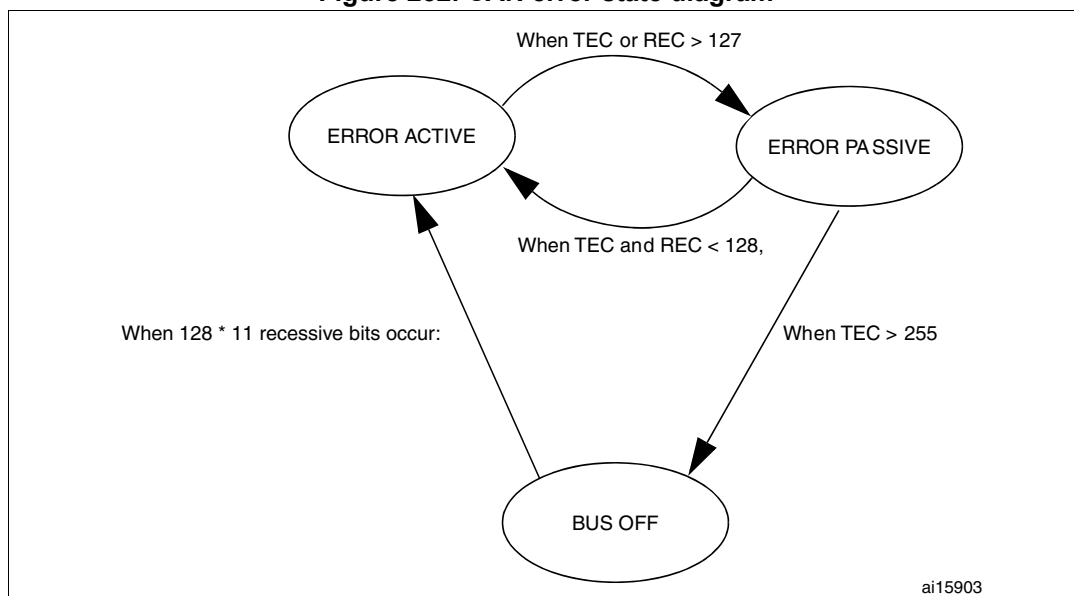 When TEC or REC > 127
ERROR ACTIVE
ERROR PASSIVE
When TEC and REC < 128,
When 128 * 11 recessive bits occur:
When TEC > 255
BUS OFF
ai15903